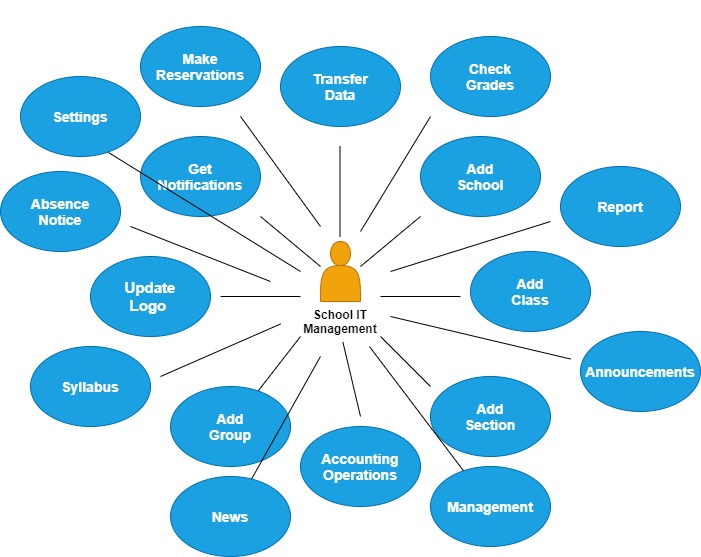 Make
Reservations
Transfer
Data
Check
Grades
Settings
Get
Notifications
Add
School
Absence
Notice
Report
Update
Logo
Add
Class
School IT
Management
Syllabus
Announcements
Add
Group
Add
Section
Accounting
Operations
News
Management